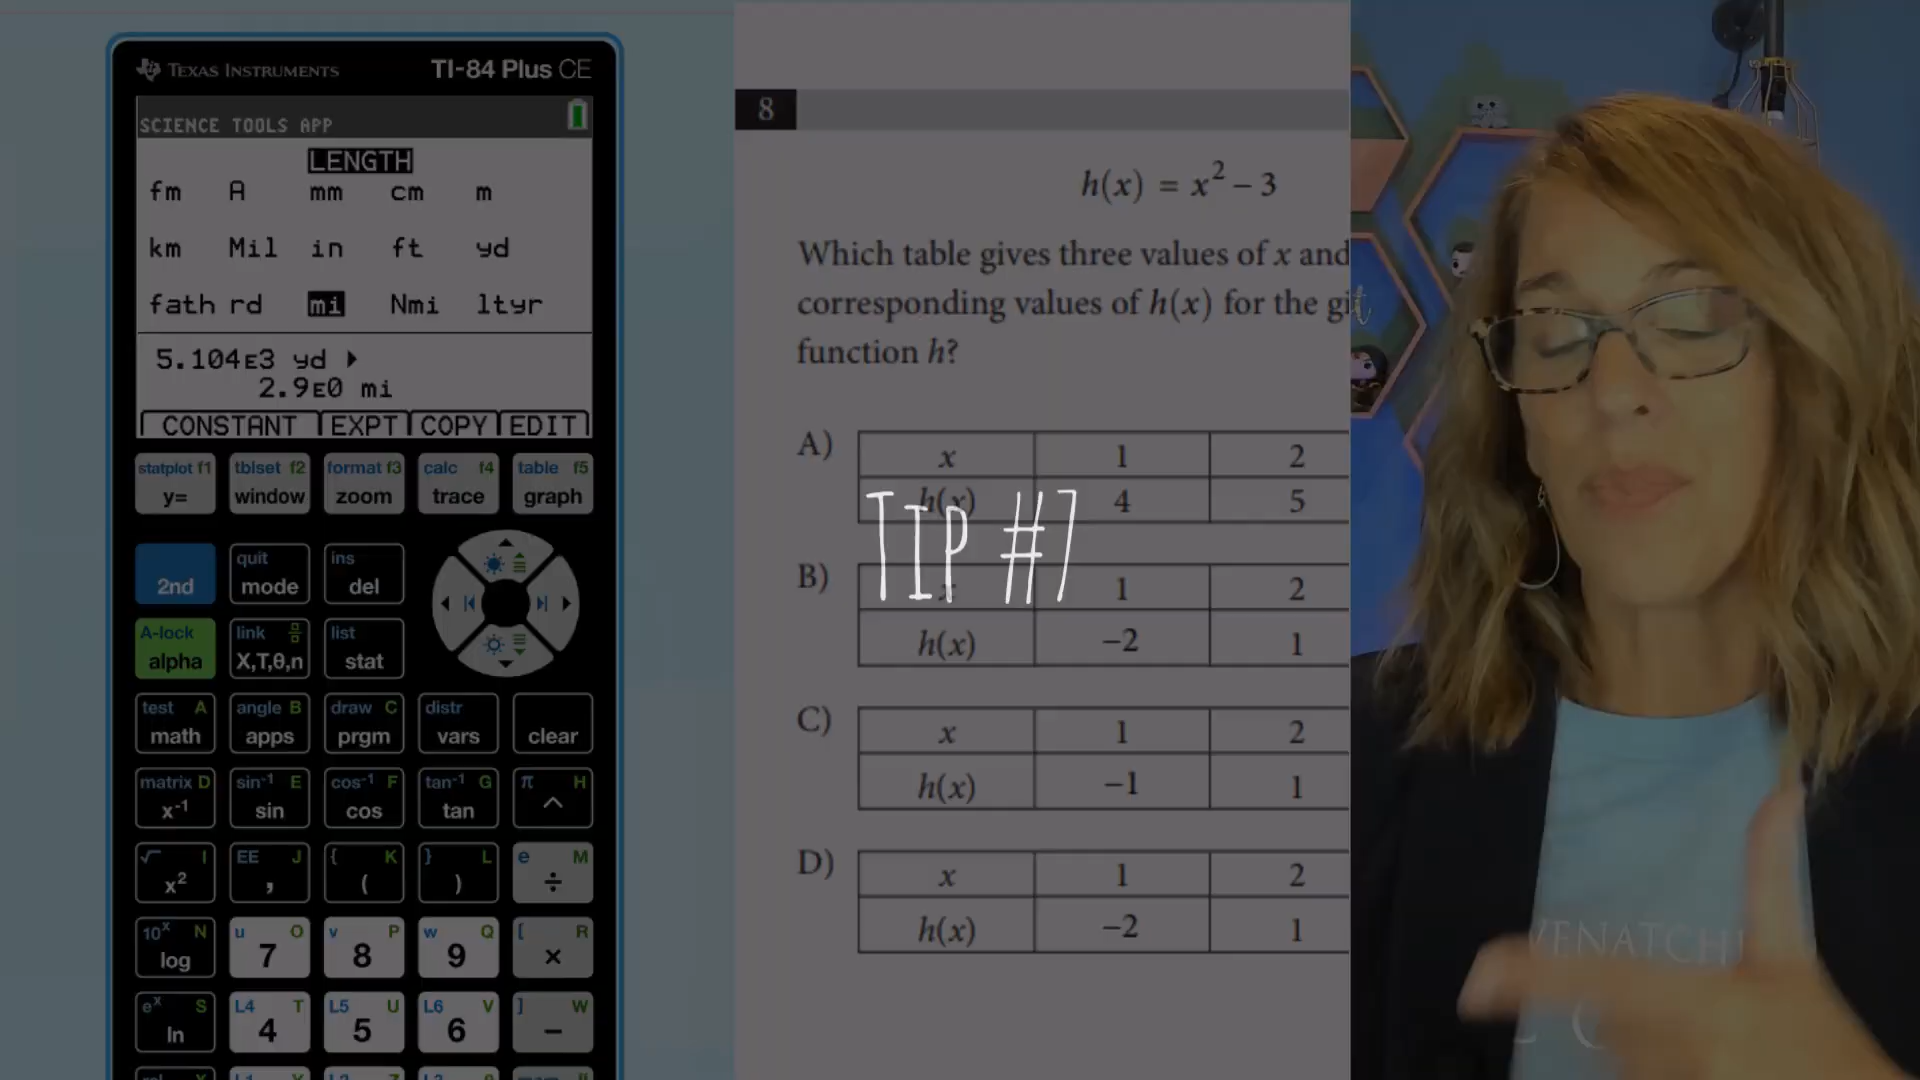 TEXAS INSTRUMENTS TI-84 Plus CE
SCIENCE TOOLS APP
LENGTH
fm A mm cm m
km Mil in ft yd
fath rd mi Nmi ltyr
5.104E3 yd ▶
2.9E0 mi
CONSTANT EXPT COPY EDIT
statplot f1 tblset f2 format f3 calc f4 table f5
y= window zoom trace graph
quit ins
2nd mode del
A-lock link list
alpha X,T,θ,n stat
test A angle B draw C distr
math apps prgm vars clear
matrix D sin⁻¹ E cos⁻¹ F tan⁻¹ G π H
x⁻¹ sin cos tan ^
√ I EE J { K } L e M
x² , ( ) ÷
10ˣ N u O v P w Q [ R
log 7 8 9 ×
eˣ S L4 T L5 U L6 V ] W
ln 4 5 6 −
8
h(x) = x² – 3
Which table gives three values of x and
corresponding values of h(x) for the gi
function h?
A) x 1 2
h(x) 4 5
TIP #7
B) x 1 2
h(x) −2 1
C) x 1 2
h(x) −1 1
D) x 1 2
h(x) −2 1